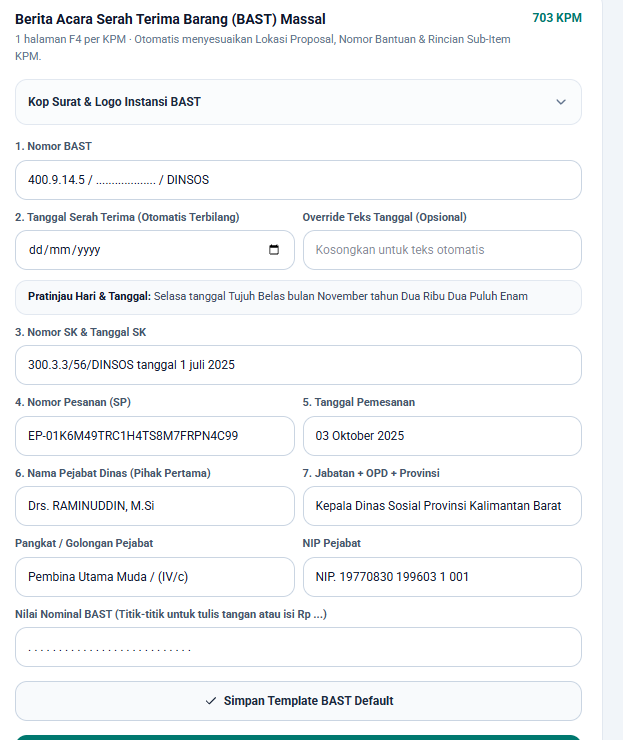 Berita Acara Serah Terima Barang (BAST) Massal
703 KPM
1 halaman F4 per KPM · Otomatis menyesuaikan Lokasi Proposal, Nomor Bantuan & Rincian Sub-Item
KPM.
Kop Surat & Logo Instansi BAST
1. Nomor BAST
400.9.14.5 / .................... / DINSOS
2. Tanggal Serah Terima (Otomatis Terbilang)
Override Teks Tanggal (Opsional)
dd/mm/yyyy
Kosongkan untuk teks otomatis
Pratinjau Hari & Tanggal: Selasa tanggal Tujuh Belas bulan November tahun Dua Ribu Dua Puluh Enam
3. Nomor SK & Tanggal SK
300.3.3/56/DINSOS tanggal 1 juli 2025
4. Nomor Pesanan (SP)
5. Tanggal Pemesanan
EP-01K6M49TRC1H4TS8M7FRPN4C99
03 Oktober 2025
6. Nama Pejabat Dinas (Pihak Pertama)
7. Jabatan + OPD + Provinsi
Drs. RAMINUDDIN, M.Si
Kepala Dinas Sosial Provinsi Kalimantan Barat
Pangkat / Golongan Pejabat
NIP Pejabat
Pembina Utama Muda / (IV/c)
NIP. 19770830 199603 1 001
Nilai Nominal BAST (Titik-titik untuk tulis tangan atau isi Rp ...)
. . . . . . . . . . . . . . . . . . . . . . . . . . .
Simpan Template BAST Default